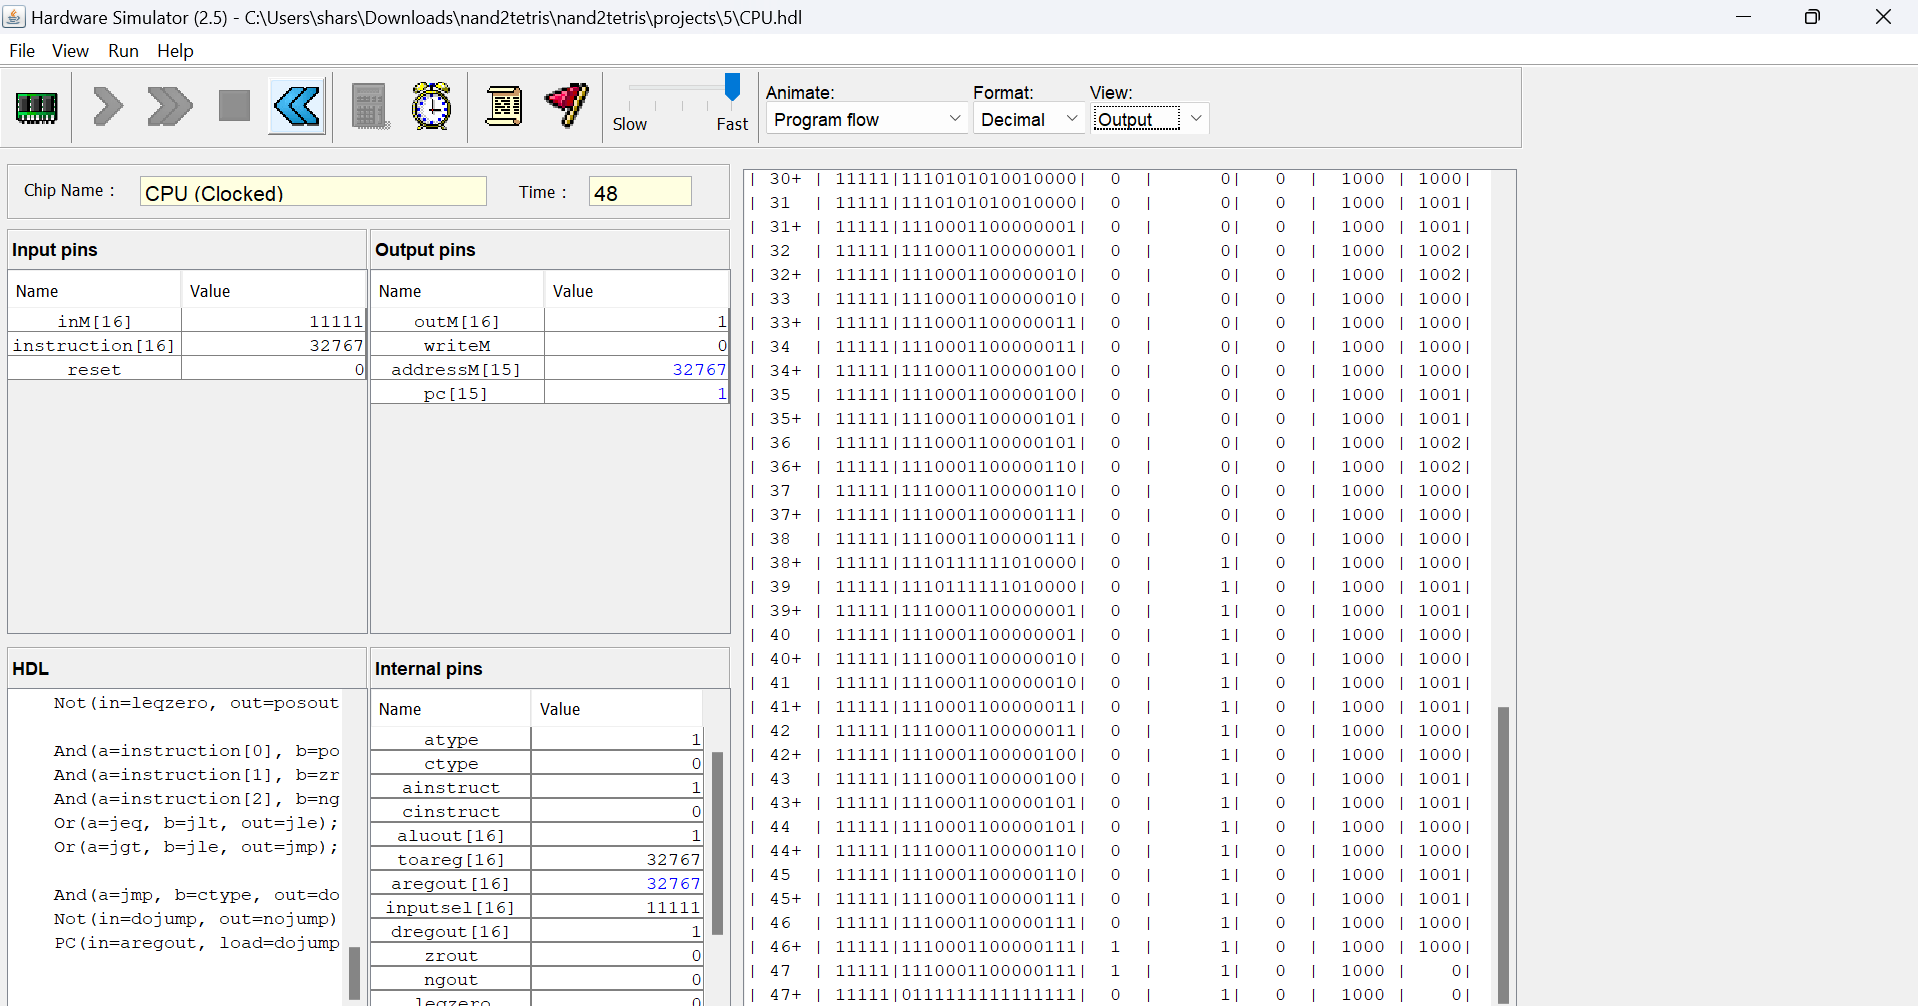 Hardware Simulator (2.5) - C:\Users\shars\Downloads\nand2tetris\nand2tetris\projects\5\CPU.hdl
File View Run Help
Slow Fast
Animate: Format: View:
Program flow Decimal Output
Chip Name : CPU (Clocked) Time : 48
Input pins
Name Value
inM[16] 11111
instruction[16] 32767
reset 0
Output pins
Name Value
outM[16] 1
writeM 0
addressM[15] 32767
pc[15] 1
HDL
Not(in=leqzero, out=posout
And(a=instruction[0], b=po
And(a=instruction[1], b=zr
And(a=instruction[2], b=ng
Or(a=jeq, b=jlt, out=jle);
Or(a=jgt, b=jle, out=jmp);
And(a=jmp, b=ctype, out=do
Not(in=dojump, out=nojump)
PC(in=aregout, load=dojump
Internal pins
Name Value
atype 1
ctype 0
ainstruct 1
cinstruct 0
aluout[16] 1
toareg[16] 32767
aregout[16] 32767
inputsel[16] 11111
dregout[16] 1
zrout 0
ngout 0
leqzero 0
| 30+ | 11111|1110101010010000| 0 | 0| 0 | 1000 | 1000|
| 31 | 11111|1110101010010000| 0 | 0| 0 | 1000 | 1001|
| 31+ | 11111|1110001100000001| 0 | 0| 0 | 1000 | 1001|
| 32 | 11111|1110001100000001| 0 | 0| 0 | 1000 | 1002|
| 32+ | 11111|1110001100000010| 0 | 0| 0 | 1000 | 1002|
| 33 | 11111|1110001100000010| 0 | 0| 0 | 1000 | 1000|
| 33+ | 11111|1110001100000011| 0 | 0| 0 | 1000 | 1000|
| 34 | 11111|1110001100000011| 0 | 0| 0 | 1000 | 1000|
| 34+ | 11111|1110001100000100| 0 | 0| 0 | 1000 | 1000|
| 35 | 11111|1110001100000100| 0 | 0| 0 | 1000 | 1001|
| 35+ | 11111|1110001100000101| 0 | 0| 0 | 1000 | 1001|
| 36 | 11111|1110001100000101| 0 | 0| 0 | 1000 | 1002|
| 36+ | 11111|1110001100000110| 0 | 0| 0 | 1000 | 1002|
| 37 | 11111|1110001100000110| 0 | 0| 0 | 1000 | 1000|
| 37+ | 11111|1110001100000111| 0 | 0| 0 | 1000 | 1000|
| 38 | 11111|1110001100000111| 0 | 0| 0 | 1000 | 1000|
| 38+ | 11111|1110111111010000| 0 | 1| 0 | 1000 | 1000|
| 39 | 11111|1110111111010000| 0 | 1| 0 | 1000 | 1001|
| 39+ | 11111|1110001100000001| 0 | 1| 0 | 1000 | 1001|
| 40 | 11111|1110001100000001| 0 | 1| 0 | 1000 | 1000|
| 40+ | 11111|1110001100000010| 0 | 1| 0 | 1000 | 1000|
| 41 | 11111|1110001100000010| 0 | 1| 0 | 1000 | 1001|
| 41+ | 11111|1110001100000011| 0 | 1| 0 | 1000 | 1001|
| 42 | 11111|1110001100000011| 0 | 1| 0 | 1000 | 1000|
| 42+ | 11111|1110001100000100| 0 | 1| 0 | 1000 | 1000|
| 43 | 11111|1110001100000100| 0 | 1| 0 | 1000 | 1001|
| 43+ | 11111|1110001100000101| 0 | 1| 0 | 1000 | 1001|
| 44 | 11111|1110001100000101| 0 | 1| 0 | 1000 | 1000|
| 44+ | 11111|1110001100000110| 0 | 1| 0 | 1000 | 1000|
| 45 | 11111|1110001100000110| 0 | 1| 0 | 1000 | 1001|
| 45+ | 11111|1110001100000111| 0 | 1| 0 | 1000 | 1001|
| 46 | 11111|1110001100000111| 0 | 1| 0 | 1000 | 1000|
| 46+ | 11111|1110001100000111| 1 | 1| 0 | 1000 | 1000|
| 47 | 11111|1110001100000111| 1 | 1| 0 | 1000 | 0|
| 47+ | 11111|0111111111111111| 0 | 1| 0 | 1000 | 0|